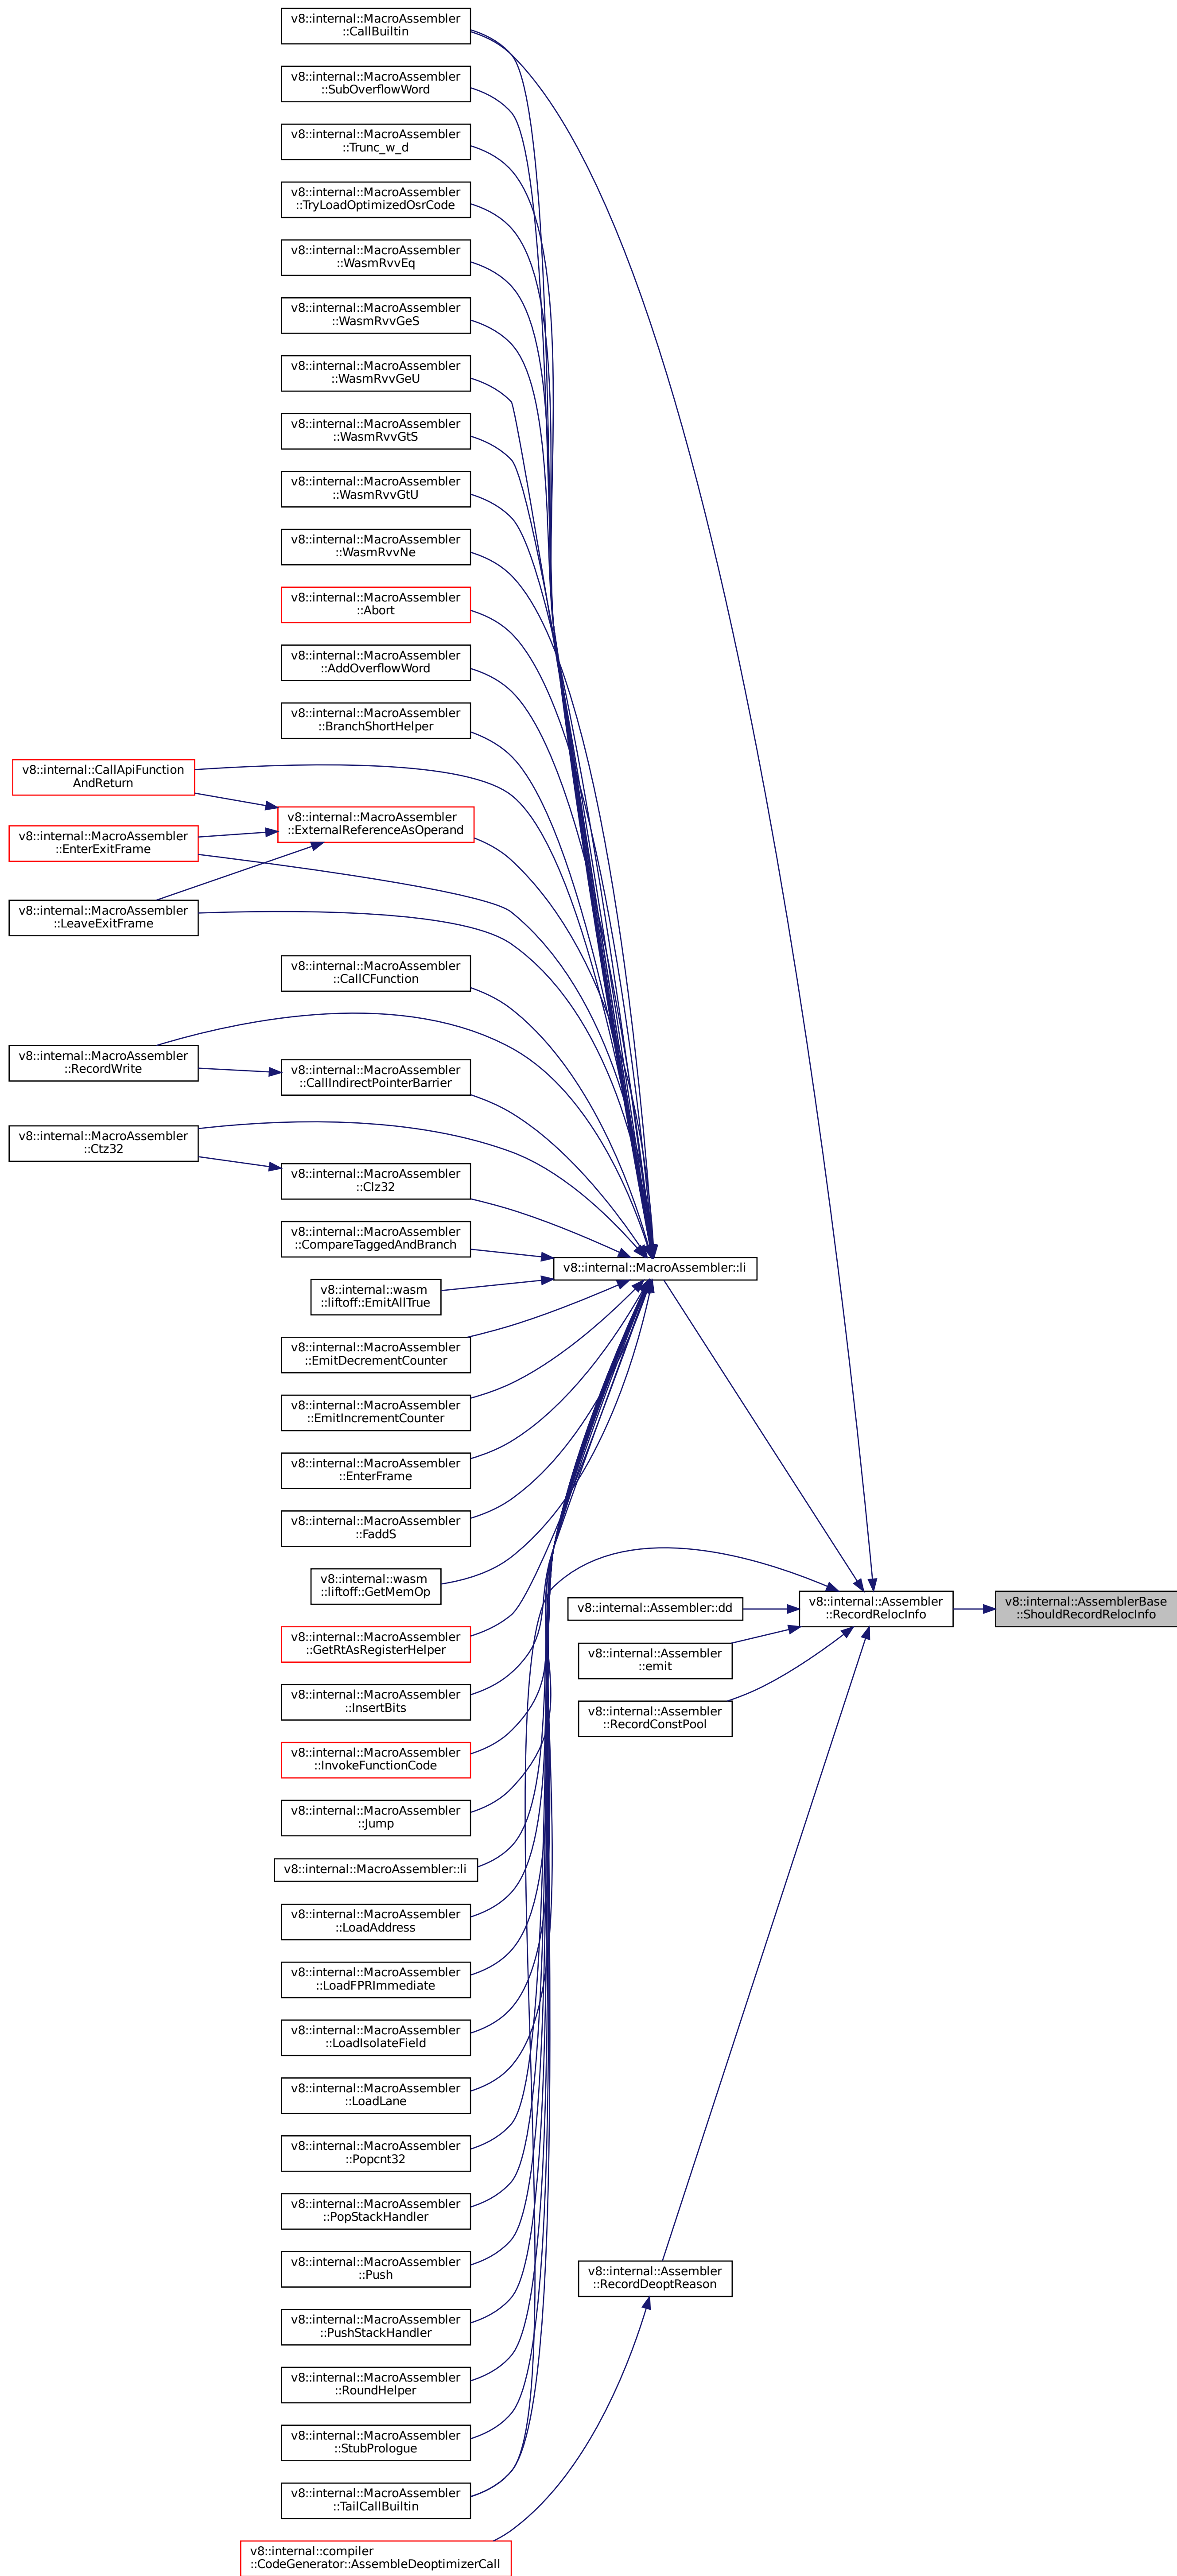 v8::internal::MacroAssembler
::CallBuiltin
v8::internal::MacroAssembler
::SubOverflowWord
v8::internal::MacroAssembler
::Trunc_w_d
v8::internal::MacroAssembler
::TryLoadOptimizedOsrCode
v8::internal::MacroAssembler
::WasmRvvEq
v8::internal::MacroAssembler
::WasmRvvGeS
v8::internal::MacroAssembler
::WasmRvvGeU
v8::internal::MacroAssembler
::WasmRvvGtS
v8::internal::MacroAssembler
::WasmRvvGtU
v8::internal::MacroAssembler
::WasmRvvNe
v8::internal::MacroAssembler
::Abort
v8::internal::MacroAssembler
::AddOverflowWord
v8::internal::MacroAssembler
::BranchShortHelper
v8::internal::CallApiFunction
AndReturn
v8::internal::MacroAssembler
::ExternalReferenceAsOperand
v8::internal::MacroAssembler
::EnterExitFrame
v8::internal::MacroAssembler
::LeaveExitFrame
v8::internal::MacroAssembler
::CallCFunction
v8::internal::MacroAssembler
::RecordWrite
v8::internal::MacroAssembler
::CallIndirectPointerBarrier
v8::internal::MacroAssembler
::Ctz32
v8::internal::MacroAssembler
::Clz32
v8::internal::MacroAssembler
::CompareTaggedAndBranch
v8::internal::MacroAssembler::li
v8::internal::wasm
::liftoff::EmitAllTrue
v8::internal::MacroAssembler
::EmitDecrementCounter
v8::internal::MacroAssembler
::EmitIncrementCounter
v8::internal::MacroAssembler
::EnterFrame
v8::internal::MacroAssembler
::FaddS
v8::internal::wasm
::liftoff::GetMemOp
v8::internal::Assembler::dd
v8::internal::Assembler
::RecordRelocInfo
v8::internal::AssemblerBase
::ShouldRecordRelocInfo
v8::internal::MacroAssembler
::GetRtAsRegisterHelper
v8::internal::Assembler
::emit
v8::internal::MacroAssembler
::InsertBits
v8::internal::Assembler
::RecordConstPool
v8::internal::MacroAssembler
::InvokeFunctionCode
v8::internal::MacroAssembler
::Jump
v8::internal::MacroAssembler::li
v8::internal::MacroAssembler
::LoadAddress
v8::internal::MacroAssembler
::LoadFPRImmediate
v8::internal::MacroAssembler
::LoadIsolateField
v8::internal::MacroAssembler
::LoadLane
v8::internal::MacroAssembler
::Popcnt32
v8::internal::MacroAssembler
::PopStackHandler
v8::internal::MacroAssembler
::Push
v8::internal::Assembler
::RecordDeoptReason
v8::internal::MacroAssembler
::PushStackHandler
v8::internal::MacroAssembler
::RoundHelper
v8::internal::MacroAssembler
::StubPrologue
v8::internal::MacroAssembler
::TailCallBuiltin
v8::internal::compiler
::CodeGenerator::AssembleDeoptimizerCall